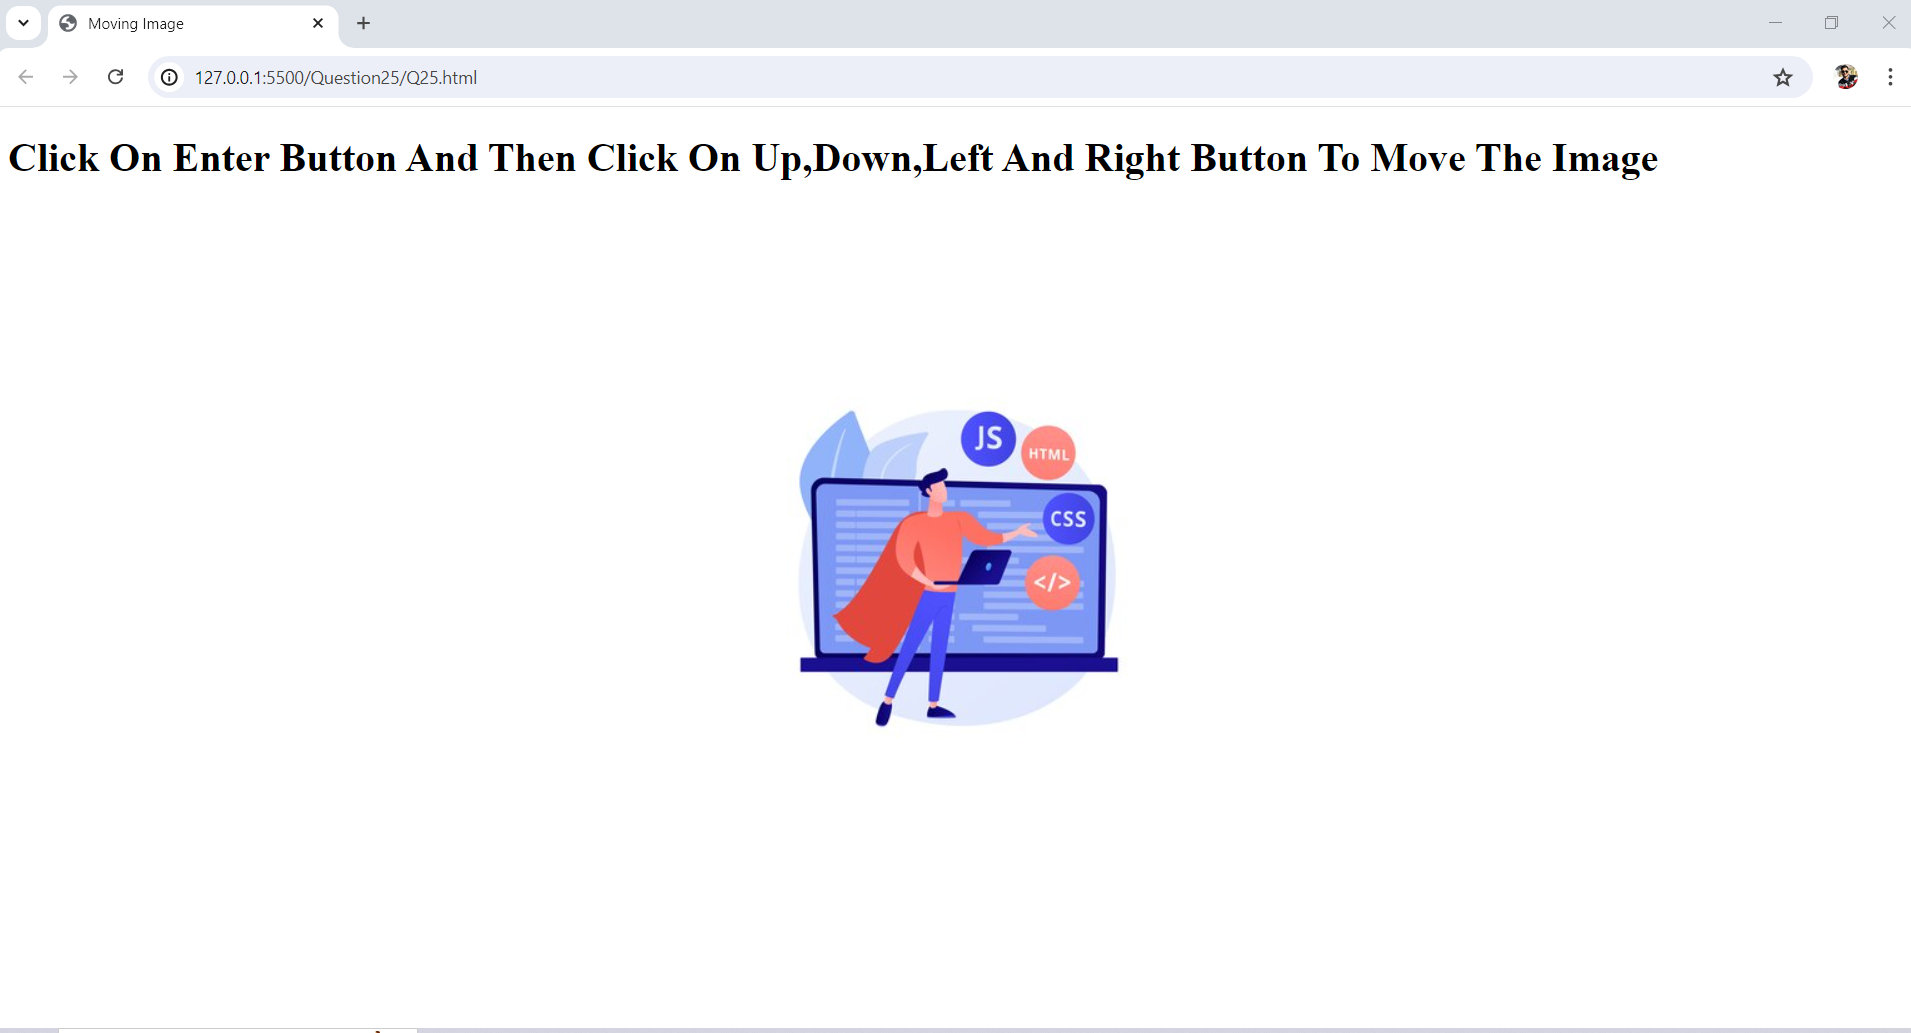 Moving Image
127.0.0.1:5500/Question25/Q25.html
Click On Enter Button And Then Click On Up,Down,Left And Right Button To Move The Image
JS
HTML
CSS
</>